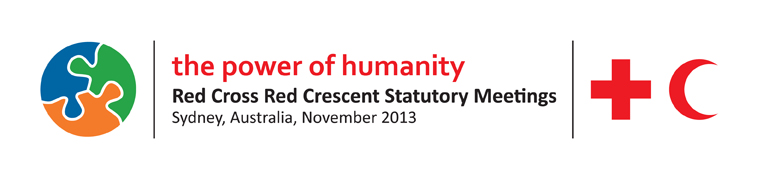 the power of humanity
Red Cross Red Crescent Statutory Meetings
Sydney, Australia, November 2013